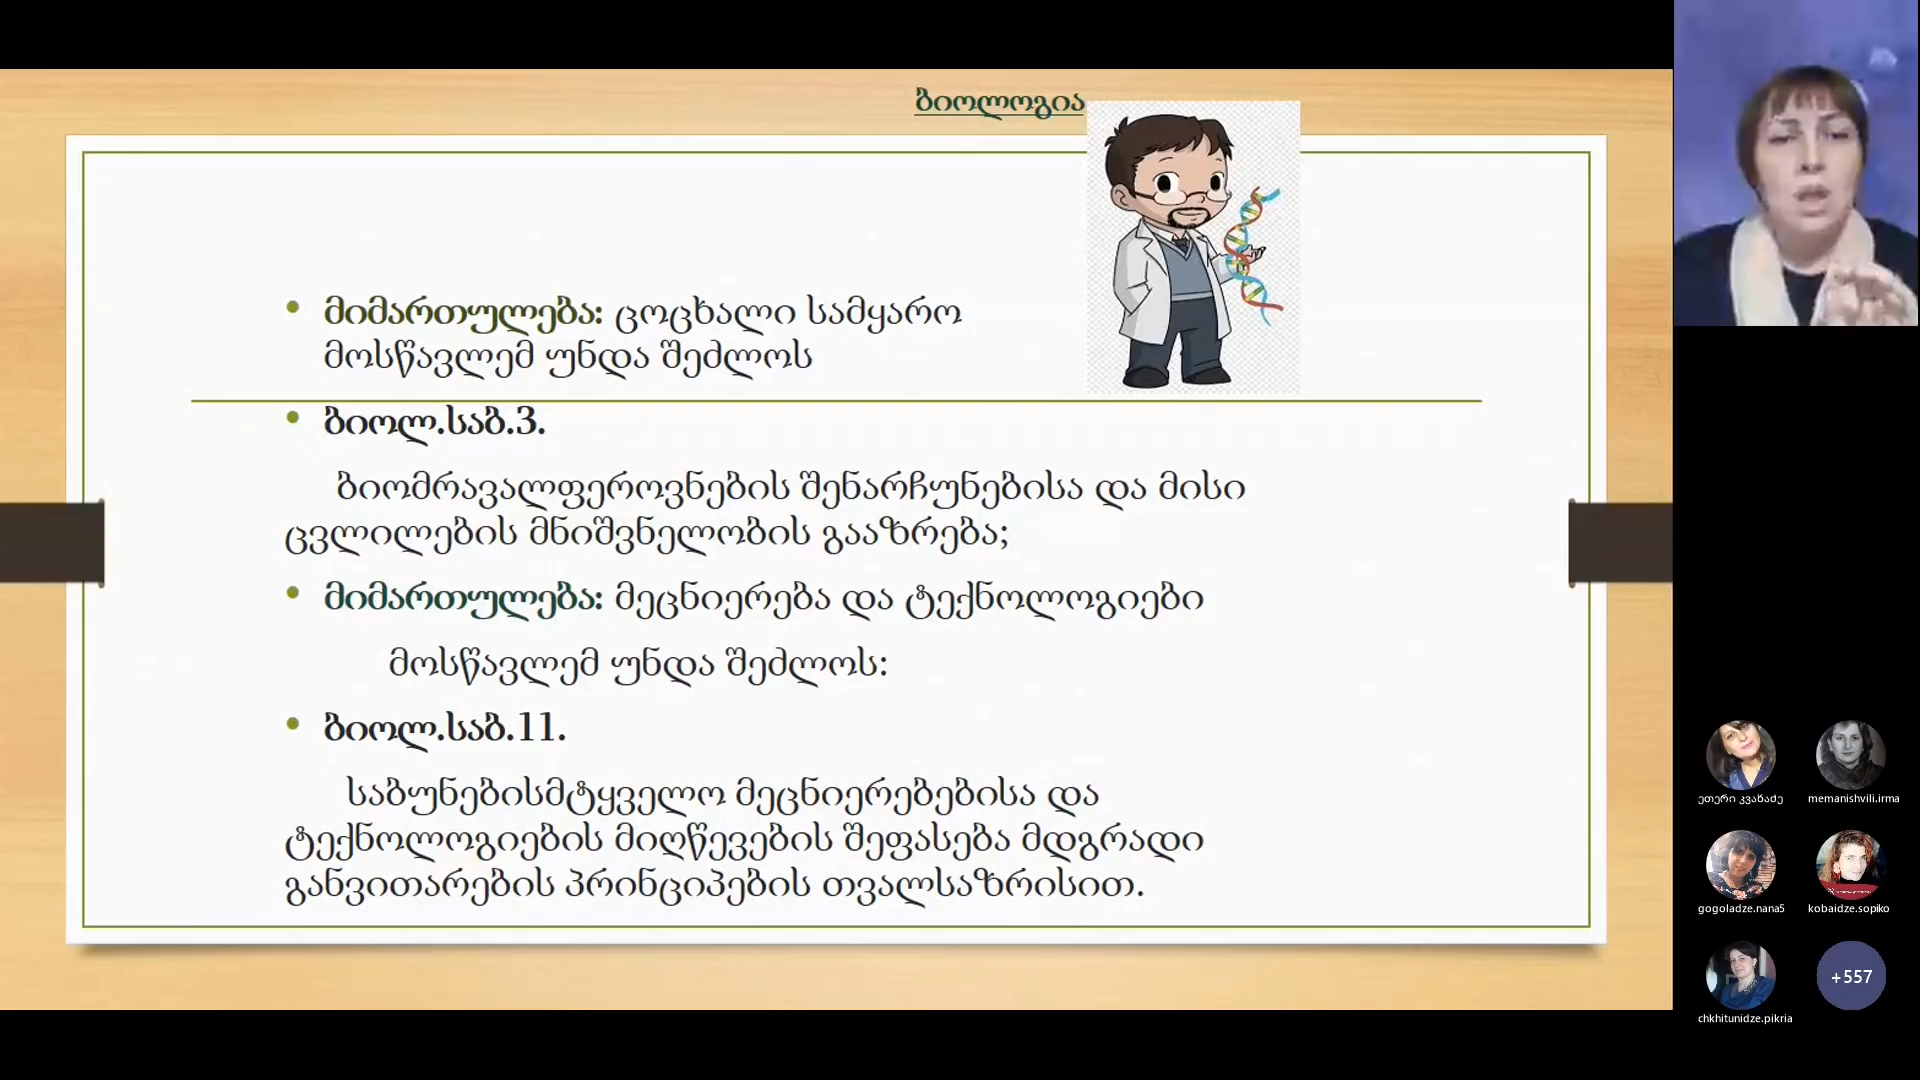 ბიოლოგია
მიმართულება: ცოცხალი სამყარო
მოსწავლემ უნდა შეძლოს
ბიოლ.საბ.3.
ბიომრავალფეროვნების შენარჩუნებისა და მისი
ცვლილების მნიშვნელობის გააზრება;
მიმართულება: მეცნიერება და ტექნოლოგიები
მოსწავლემ უნდა შეძლოს:
ბიოლ.საბ.11.
საბუნებისმტყველო მეცნიერებებისა და
ტექნოლოგიების მიღწევების შეფასება მდგრადი
განვითარების პრინციპების თვალსაზრისით.
ეთერი კვანაძე
memanishvili.irma
gogoladze.nana5
kobaidze.sopiko
chkhitunidze.pikria
+557